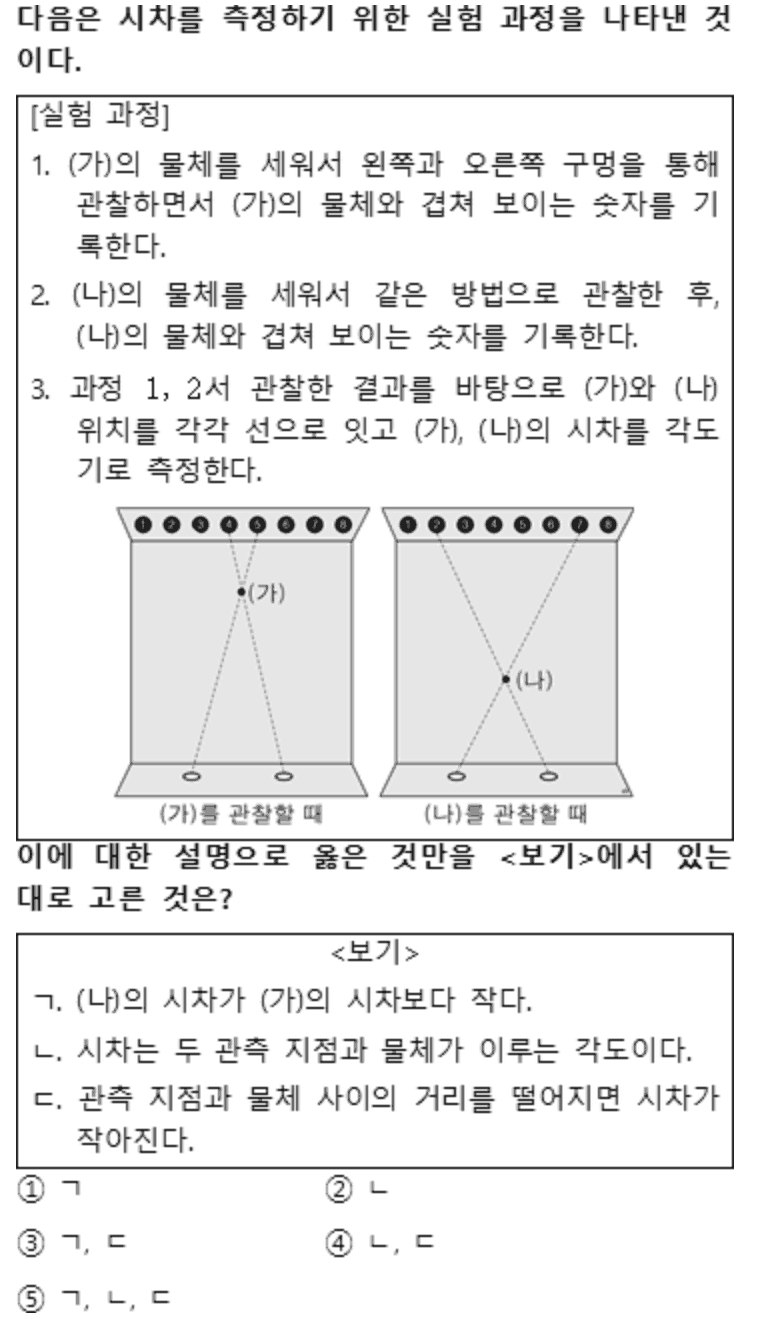 다음은 시차를 측정하기 위한 실험 과정을 나타낸 것
이다.
[실험 과정]
1. (가)의 물체를 세워서 왼쪽과 오른쪽 구멍을 통해
관찰하면서 (가)의 물체와 겹쳐 보이는 숫자를 기
록한다.
2. (나)의 물체를 세워서 같은 방법으로 관찰한 후,
(나)의 물체와 겹쳐 보이는 숫자를 기록한다.
3. 과정 1, 2서 관찰한 결과를 바탕으로 (가)와 (나)
위치를 각각 선으로 잇고 (가), (나)의 시차를 각도
기로 측정한다.
1 2 3 4 5 6 7 8
(가)
(가)를 관찰할 때
1 2 3 4 5 6 7 8
(나)
(나)를 관찰할 때
이에 대한 설명으로 옳은 것만을 <보기>에서 있는
대로 고른 것은?
<보기>
ㄱ. (나)의 시차가 (가)의 시차보다 작다.
ㄴ. 시차는 두 관측 지점과 물체가 이루는 각도이다.
ㄷ. 관측 지점과 물체 사이의 거리를 떨어지면 시차가
작아진다.
① ㄱ ② ㄴ
③ ㄱ, ㄷ ④ ㄴ, ㄷ
⑤ ㄱ, ㄴ, ㄷ